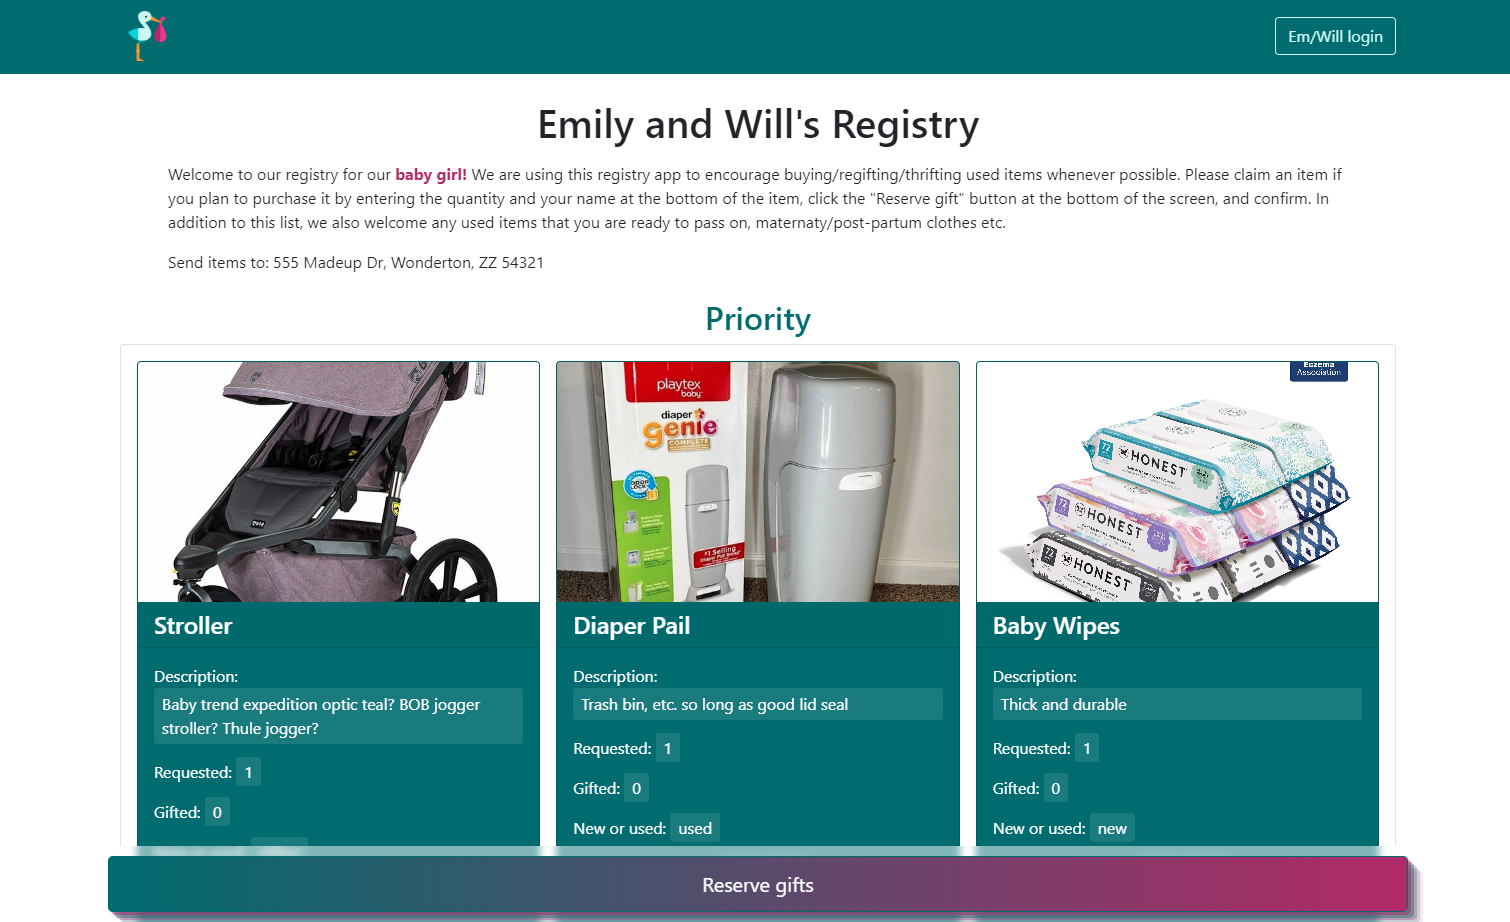 Em/Will login
Emily and Will's Registry
Welcome to our registry for our baby girl! We are using this registry app to encourage buying/regifting/thrifting used items whenever possible. Please claim an item if
you plan to purchase it by entering the quantity and your name at the bottom of the item, click the "Reserve gift" button at the bottom of the screen, and confirm. In
addition to this list, we also welcome any used items that you are ready to pass on, maternaty/post-partum clothes etc.
Send items to: 555 Madeup Dr, Wonderton, ZZ 54321
Priority
playtex
baby
diaper
genie
COMPLETE
ODOR
LOCK
#1 Selling
Diaper Pail
Eczema
Association
72
HONEST
72
HONEST
72
HONEST
Stroller
Description:
Baby trend expedition optic teal? BOB jogger
stroller? Thule jogger?
Requested: 1
Gifted: 0
Diaper Pail
Description:
Trash bin, etc. so long as good lid seal
Requested: 1
Gifted: 0
New or used: used
Baby Wipes
Description:
Thick and durable
Requested: 1
Gifted: 0
New or used: new
Reserve gifts